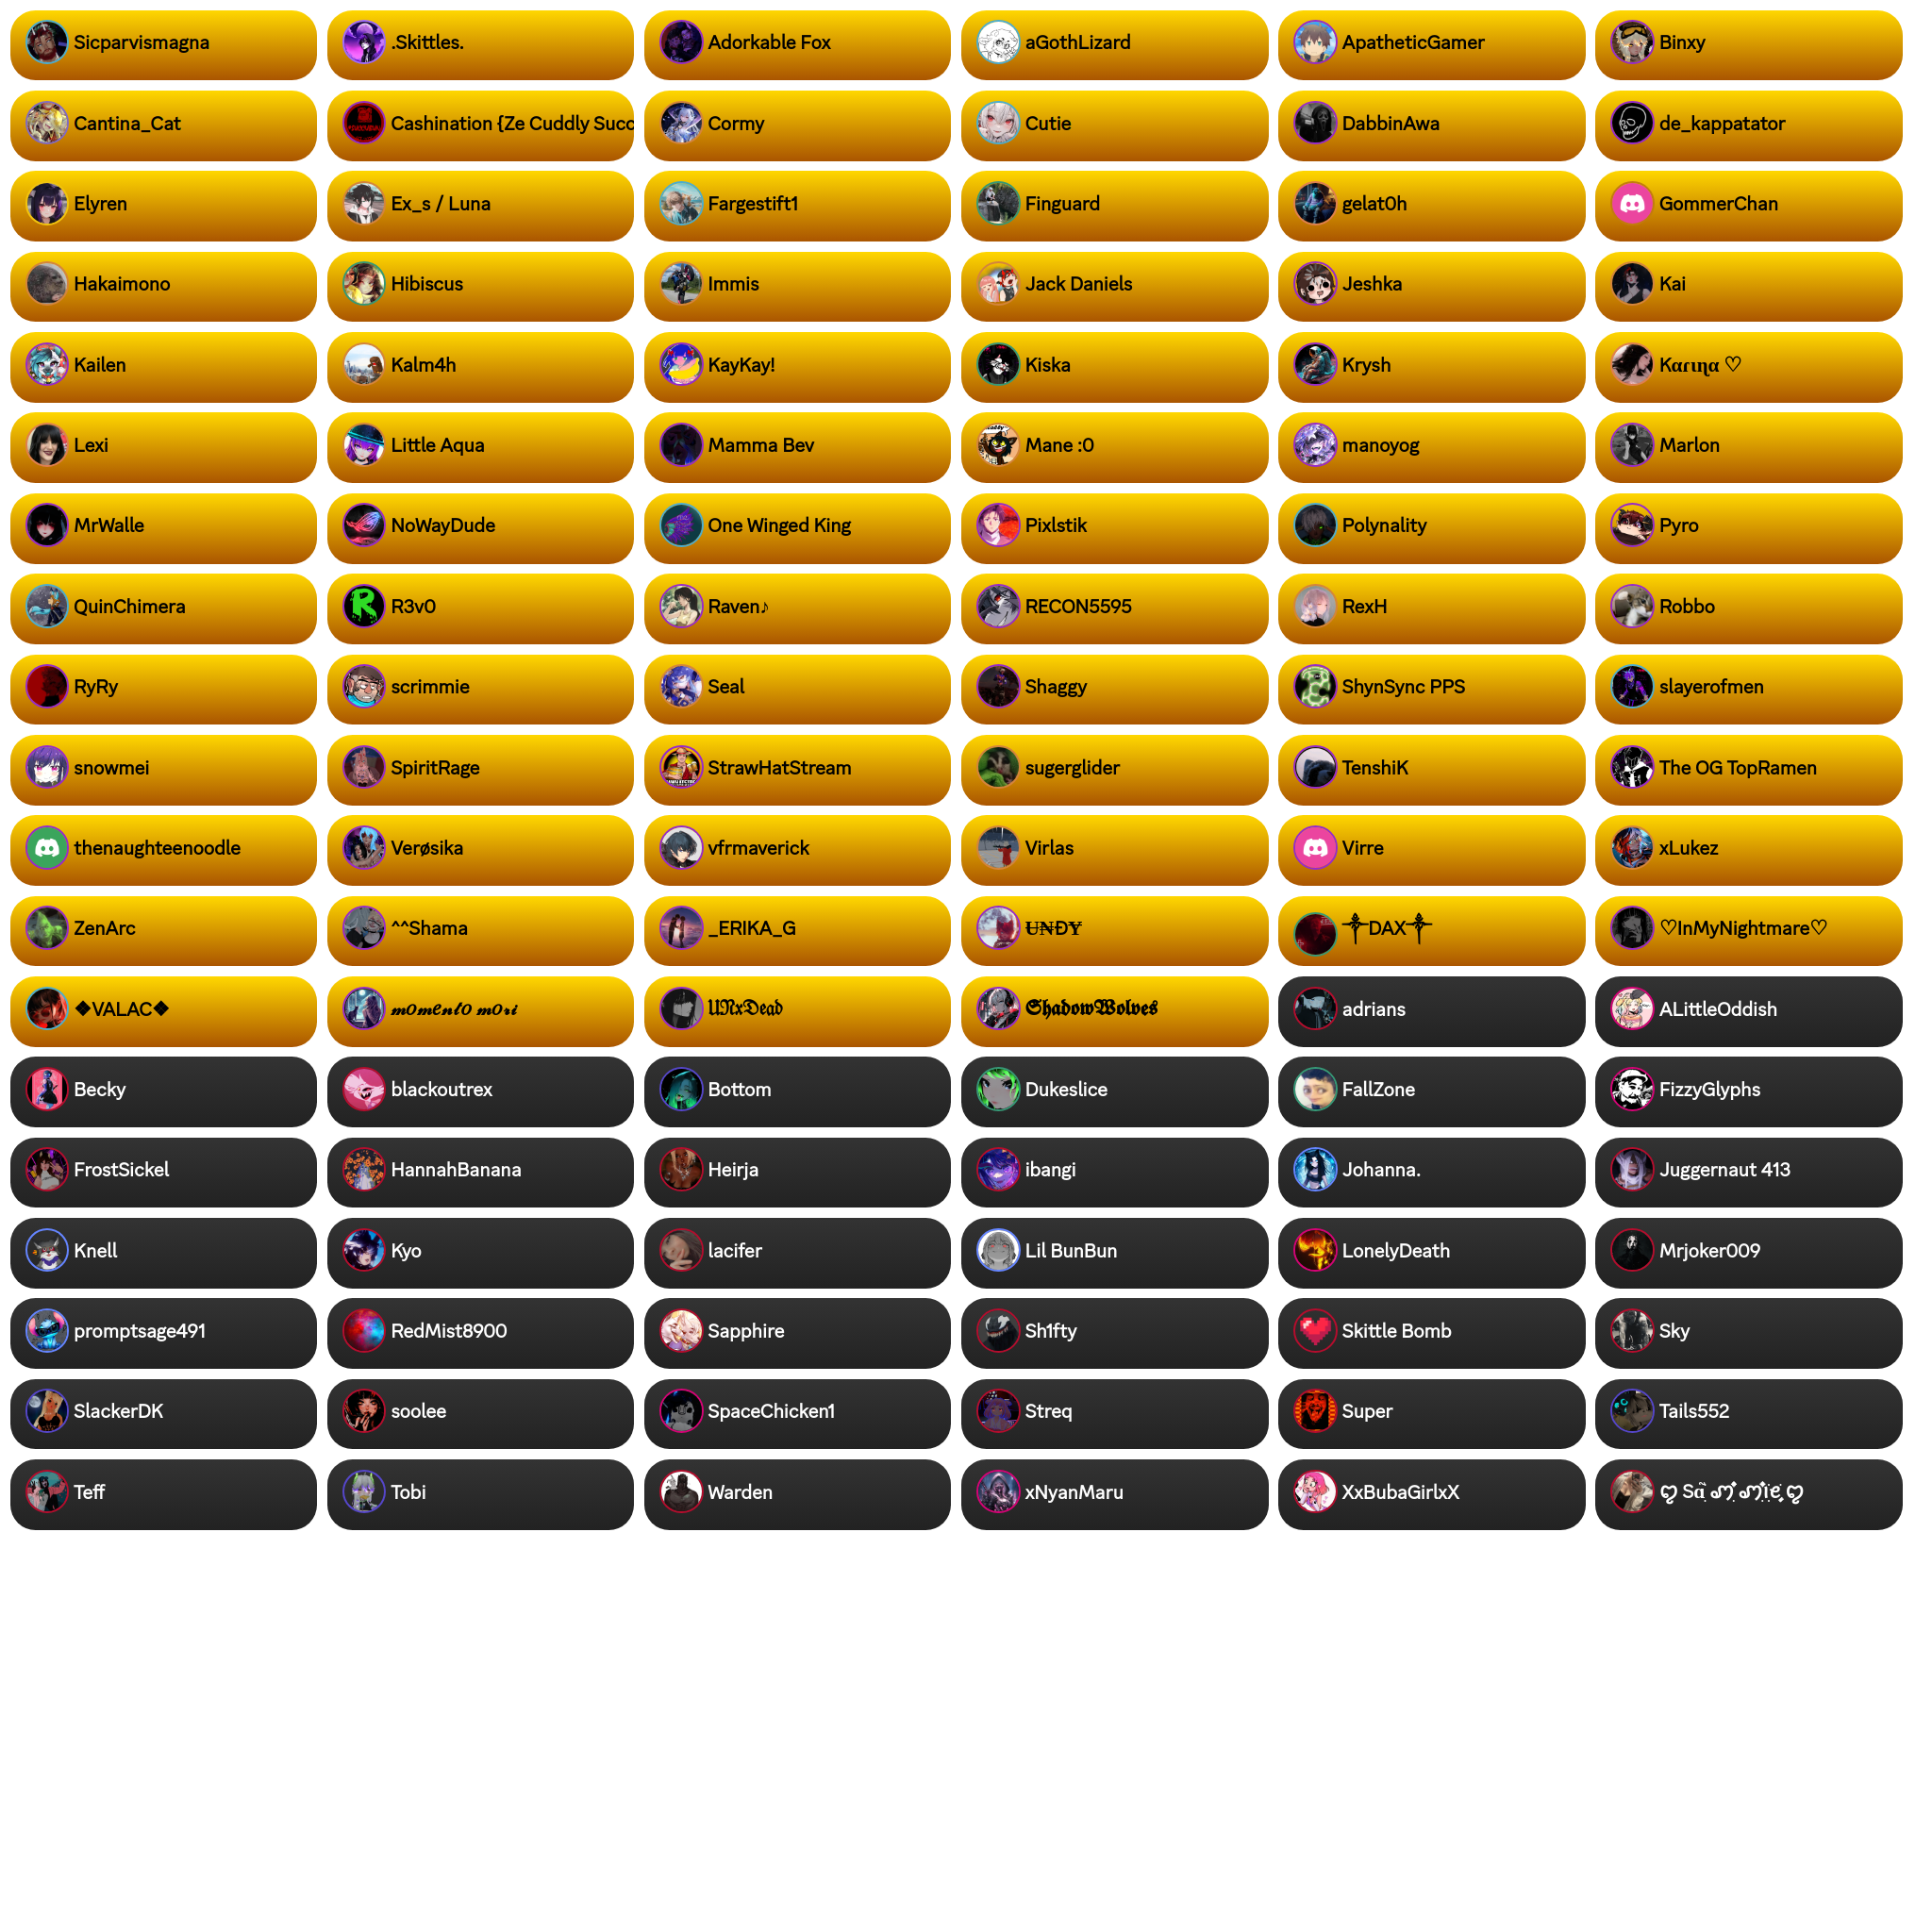 Sicparvismagna .Skittles. Adorkable Fox aGothLizard ApatheticGamer Binxy
Cantina_Cat Cashination {Ze Cuddly Succ Cormy Cutie DabbinAwa de_kappatator
Elyren Ex_s / Luna Fargestift1 Finguard gelat0h GommerChan
Hakaimono Hibiscus Immis Jack Daniels Jeshka Kai
Kailen Kalm4h KayKay! Kiska Krysh Kαɾιɳα ♡
Lexi Little Aqua Mamma Bev Mane :0 manoyog Marlon
MrWalle NoWayDude One Winged King Pixlstik Polynality Pyro
QuinChimera R3v0 Raven♪ RECON5595 RexH Robbo
RyRy scrimmie Seal Shaggy ShynSync PPS slayerofmen
snowmei SpiritRage StrawHatStream sugerglider TenshiK The OG TopRamen
thenaughteenoodle Verøsika vfrmaverick Virlas Virre xLukez
ZenArc ^^Shama _ERIKA_G U̶N̶ĐY̶ ⚜DAX⚜ ♡InMyNightmare♡
❖VALAC❖ 𝓶𝓸𝓶𝓮𝓷𝓽𝓸 𝓶𝓸𝓻𝓲 𝔘𝔑𝔵𝔇𝔢𝔞𝔡 𝕾𝖍𝖆𝖉𝖔𝖜𝖂𝖔𝖑𝖛𝖊𝖘 adrians ALittleOddish
Becky blackoutrex Bottom Dukeslice FallZone FizzyGlyphs
FrostSickel HannahBanana Heirja ibangi Johanna. Juggernaut 413
Knell Kyo lacifer Lil BunBun LonelyDeath Mrjoker009
promptsage491 RedMist8900 Sapphire Sh1fty Skittle Bomb Sky
SlackerDK soolee SpaceChicken1 Streq Super Tails552
Teff Tobi Warden xNyanMaru XxBubaGirlxX